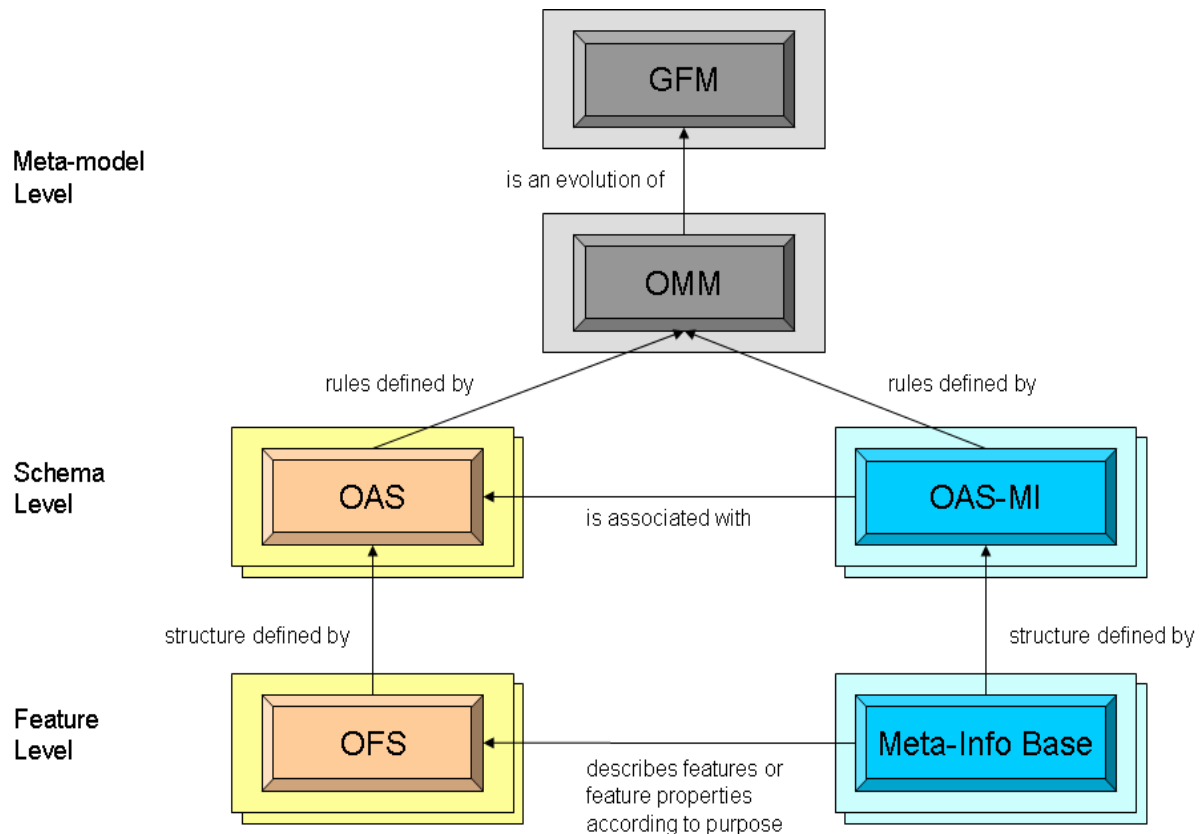 GFM
Meta-model
Level
is an evolution of
OMM
rules defined by
rules defined by
Schema
Level
OAS
OAS-MI
is associated with
structure defined by
structure defined by
Feature
Level
OFS
Meta-Info Base
describes features or
feature properties
according to purpose